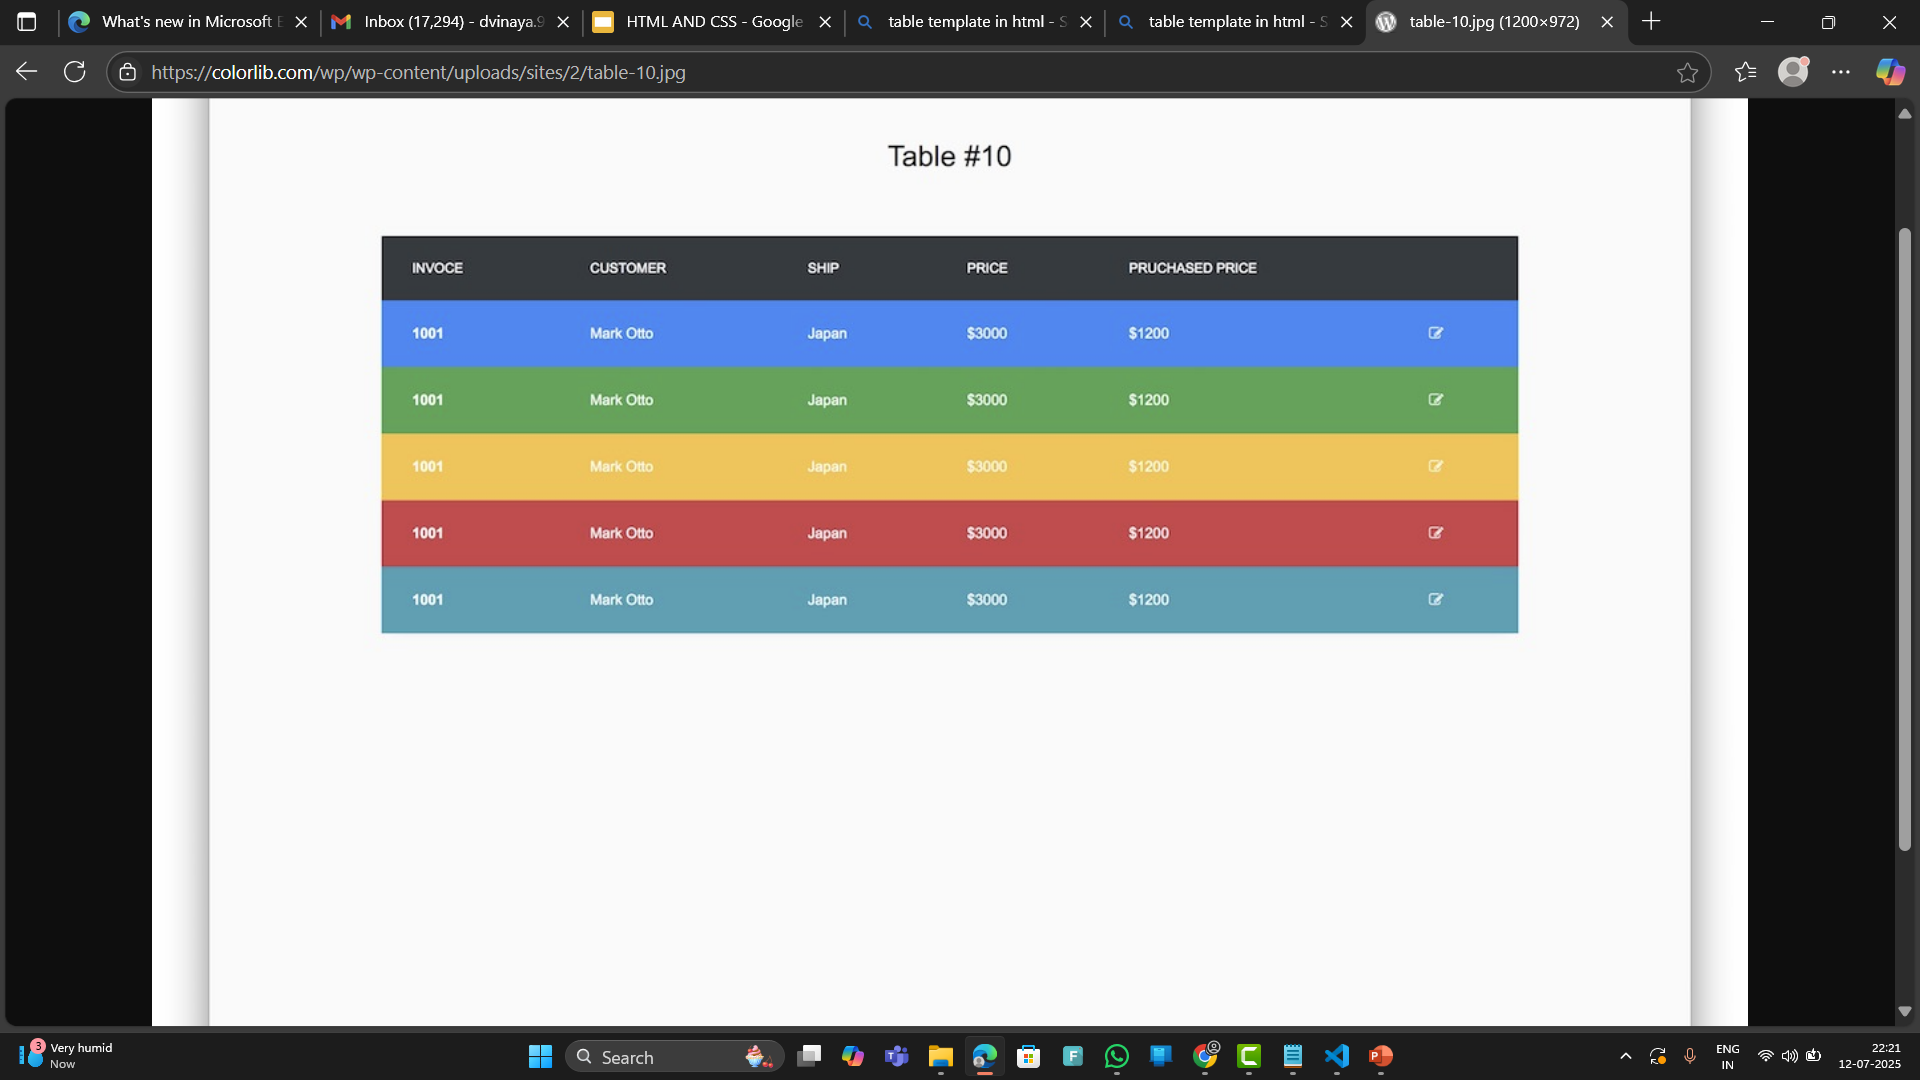 What's new in Microsoft E
Inbox (17,294) - dvinaya.9
HTML AND CSS - Google
table template in html - S
table template in html - S
table-10.jpg (1200×972)
https://colorlib.com/wp/wp-content/uploads/sites/2/table-10.jpg
Table #10
INVOCE CUSTOMER SHIP PRICE PRUCHASED PRICE
1001 Mark Otto Japan $3000 $1200
1001 Mark Otto Japan $3000 $1200
1001 Mark Otto Japan $3000 $1200
1001 Mark Otto Japan $3000 $1200
1001 Mark Otto Japan $3000 $1200
3
Very humid
Now
Search
F
P
ENG
IN
22:21
12-07-2025